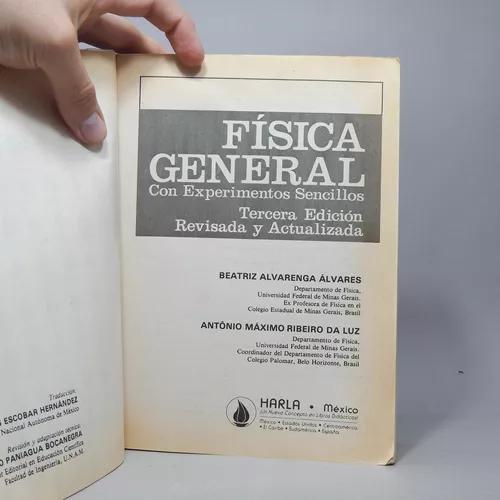 FÍSICA
GENERAL
Con Experimentos Sencillos
Tercera Edición
Revisada y Actualizada
BEATRIZ ALVARENGA ÁLVARES
Departamento de Física,
Universidad Federal de Minas Gerais.
Ex Profesora de Física en el
Colegio Estadual de Minas Gerais, Brasil
ANTÔNIO MÁXIMO RIBEIRO DA LUZ
Departamento de Física,
Universidad Federal de Minas Gerais.
Coordinador del Departamento de Física del
Colegio Palomar, Belo Horizonte, Brasil
HARLA • México
¡Un Nuevo Concepto en Libros Didácticos!
México • Estados Unidos • Centroamérica
• El Caribe • Sudamérica • España
Traducción:
ESCOBAR HERNÁNDEZ
Nacional Autónoma de México
Revisión y adaptación técnica:
PANIAGUA BOCANEGRA
Editorial en Educación Científica
Facultad de Ingeniería, U.N.A.M.